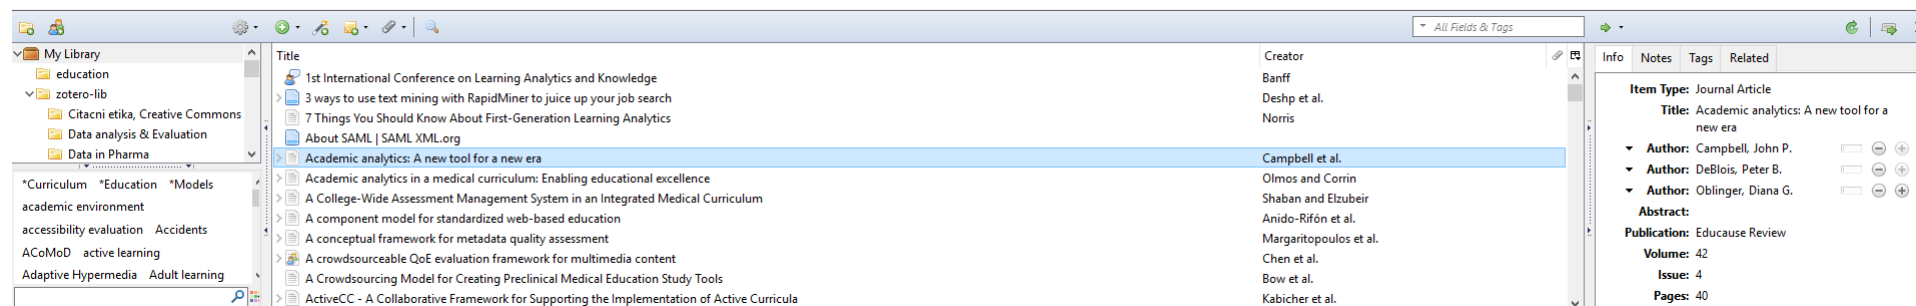 All Fields & Tags
My Library
education
zotero-lib
Citacni etika, Creative Commons
Data analysis & Evaluation
Data in Pharma
*Curriculum *Education *Models
academic environment
accessibility evaluation Accidents
ACoMoD active learning
Adaptive Hypermedia Adult learning
Title Creator
1st International Conference on Learning Analytics and Knowledge Banff
3 ways to use text mining with RapidMiner to juice up your job search Deshp et al.
7 Things You Should Know About First-Generation Learning Analytics Norris
About SAML | SAML XML.org
Academic analytics: A new tool for a new era Campbell et al.
Academic analytics in a medical curriculum: Enabling educational excellence Olmos and Corrin
A College-Wide Assessment Management System in an Integrated Medical Curriculum Shaban and Elzubeir
A component model for standardized web-based education Anido-Rifón et al.
A conceptual framework for metadata quality assessment Margaritopoulos et al.
A crowdsourceable QoE evaluation framework for multimedia content Chen et al.
A Crowdsourcing Model for Creating Preclinical Medical Education Study Tools Bow et al.
ActiveCC - A Collaborative Framework for Supporting the Implementation of Active Curricula Kabicher et al.
Info Notes Tags Related
Item Type: Journal Article
Title: Academic analytics: A new tool for a
new era
Author: Campbell, John P.
Author: DeBlois, Peter B.
Author: Oblinger, Diana G.
Abstract:
Publication: Educause Review
Volume: 42
Issue: 4
Pages: 40